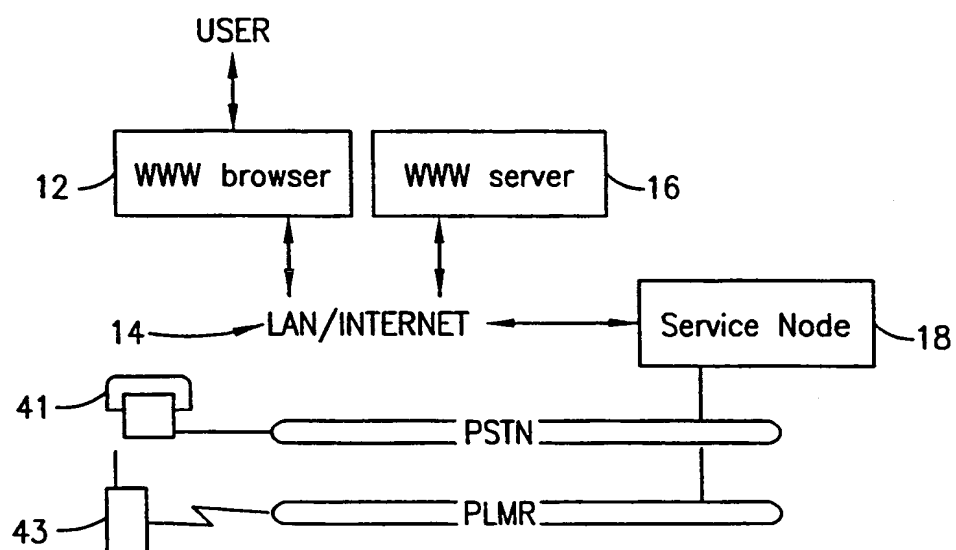 USER
WWW browser
WWW server
12
16
14
LAN/INTERNET
Service Node
18
41
PSTN
43
PLMR